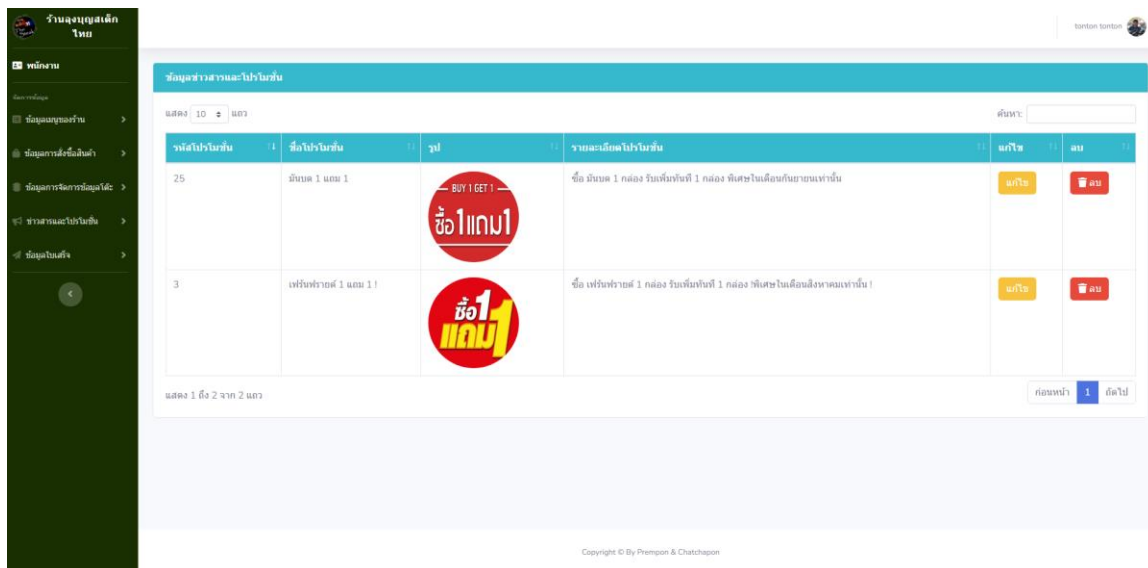 ร้านลุงบุญสเต็ก
ไทย
tonton tonton
พนักงาน
ข้อมูลข่าวสารและโปรโมชั่น
จัดการข้อมูล
ข้อมูลเมนูของร้าน
ข้อมูลการสั่งซื้อสินค้า
ข้อมูลการจัดการข้อมูลโต๊ะ
ข่าวสารและโปรโมชั่น
ข้อมูลใบเสร็จ
แสดง 10 แถว
ค้นหา:
รหัสโปรโมชั่น ชื่อโปรโมชั่น รูป รายละเอียดโปรโมชั่น แก้ไข ลบ
25 มันบด 1 แถม 1 ซื้อ มันบด 1 กล่อง รับเพิ่มทันที 1 กล่อง พิเศษในเดือนกันยายนเท่านั้น แก้ไข ลบ
BUY 1 GET 1
ซื้อ1แถม1
3 เฟร้นฟรายด์ 1 แถม 1 ! ซื้อ เฟร้นฟรายด์ 1 กล่อง รับเพิ่มทันที 1 กล่อง !พิเศษในเดือนสิงหาคมเท่านั้น ! แก้ไข ลบ
ซื้อ1
แถม1
แสดง 1 ถึง 2 จาก 2 แถว
ก่อนหน้า 1 ถัดไป
Copyright © By Prempon & Chatchapon